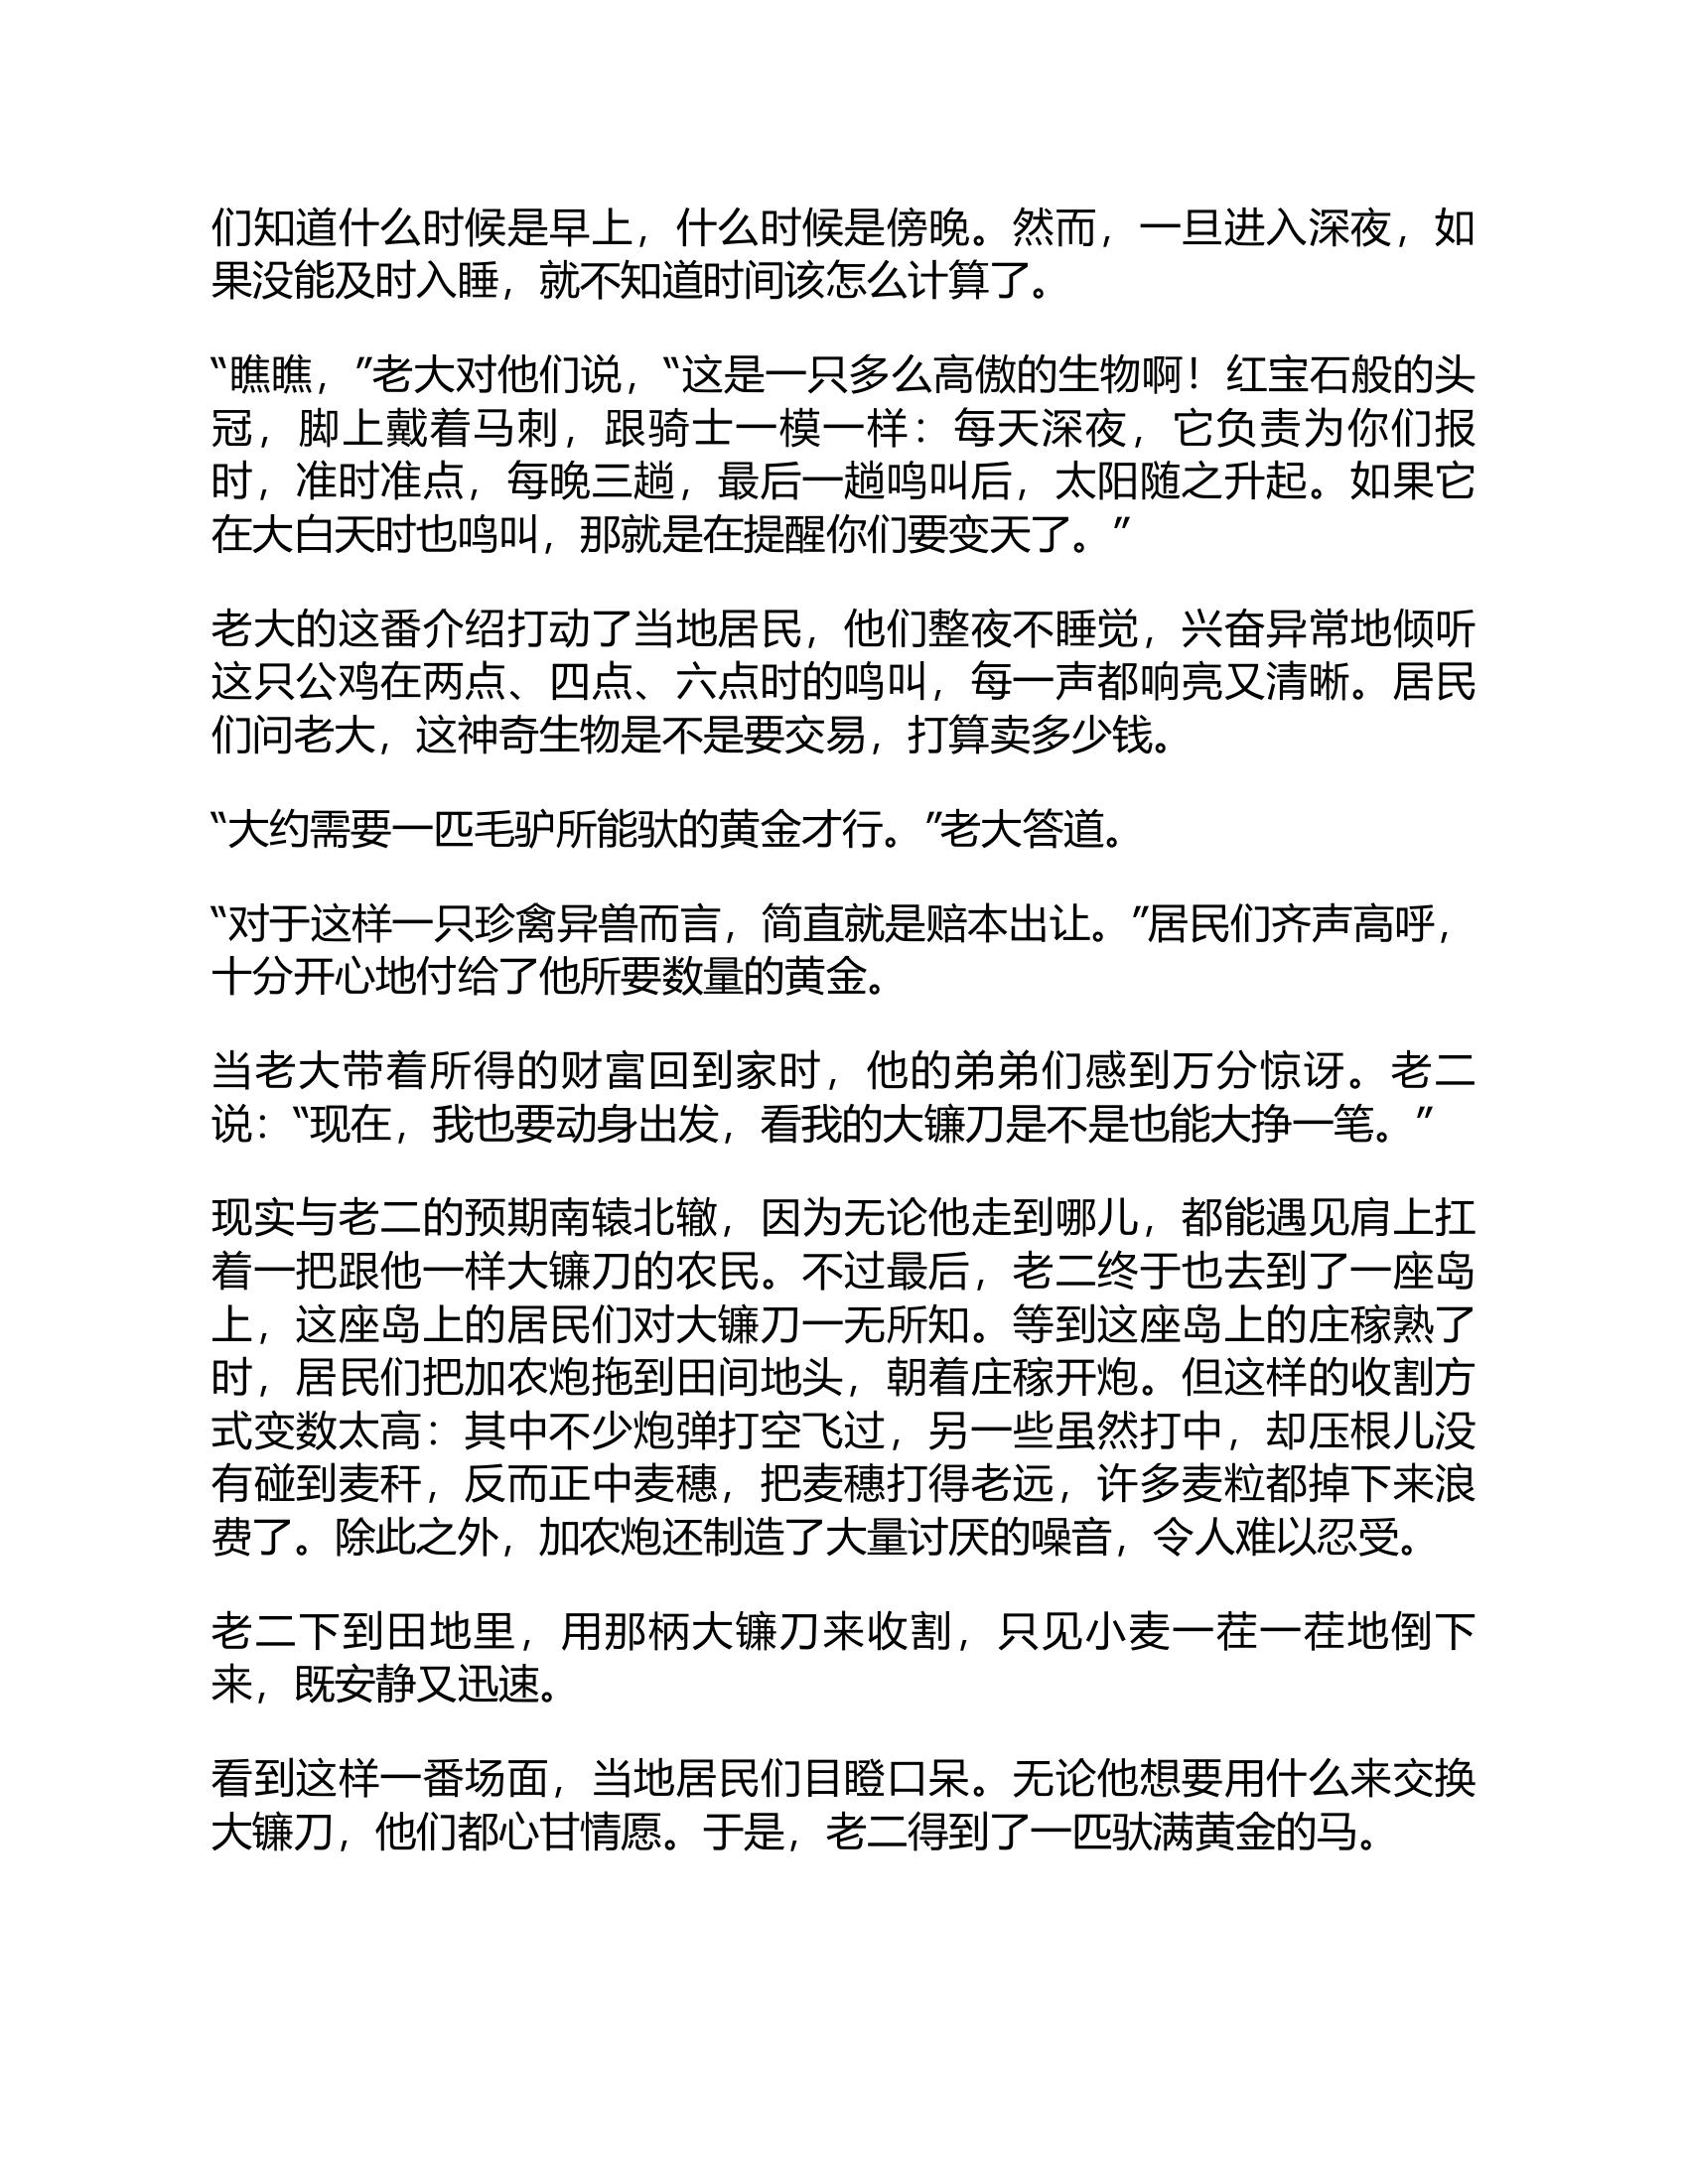 们知道什么时候是早上，什么时候是傍晚。然而，一旦进入深夜，如
果没能及时入睡，就不知道时间该怎么计算了。
“瞧瞧，”老大对他们说，“这是一只多么高傲的生物啊！红宝石般的头
冠，脚上戴着马刺，跟骑士一模一样：每天深夜，它负责为你们报
时，准时准点，每晚三趟，最后一趟鸣叫后，太阳随之升起。如果它
在大白天时也鸣叫，那就是在提醒你们要变天了。”
老大的这番介绍打动了当地居民，他们整夜不睡觉，兴奋异常地倾听
这只公鸡在两点、四点、六点时的鸣叫，每一声都响亮又清晰。居民
们问老大，这神奇生物是不是要交易，打算卖多少钱。
“大约需要一匹毛驴所能驮的黄金才行。”老大答道。
“对于这样一只珍禽异兽而言，简直就是赔本出让。”居民们齐声高呼，
十分开心地付给了他所要数量的黄金。
当老大带着所得的财富回到家时，他的弟弟们感到万分惊讶。老二
说：“现在，我也要动身出发，看我的大镰刀是不是也能大挣一笔。”
现实与老二的预期南辕北辙，因为无论他走到哪儿，都能遇见肩上扛
着一把跟他一样大镰刀的农民。不过最后，老二终于也去到了一座岛
上，这座岛上的居民们对大镰刀一无所知。等到这座岛上的庄稼熟了
时，居民们把加农炮拖到田间地头，朝着庄稼开炮。但这样的收割方
式变数太高：其中不少炮弹打空飞过，另一些虽然打中，却压根儿没
有碰到麦秆，反而正中麦穗，把麦穗打得老远，许多麦粒都掉下来浪
费了。除此之外，加农炮还制造了大量讨厌的噪音，令人难以忍受。
老二下到田地里，用那柄大镰刀来收割，只见小麦一茬一茬地倒下
来，既安静又迅速。
看到这样一番场面，当地居民们目瞪口呆。无论他想要用什么来交换
大镰刀，他们都心甘情愿。于是，老二得到了一匹驮满黄金的马。